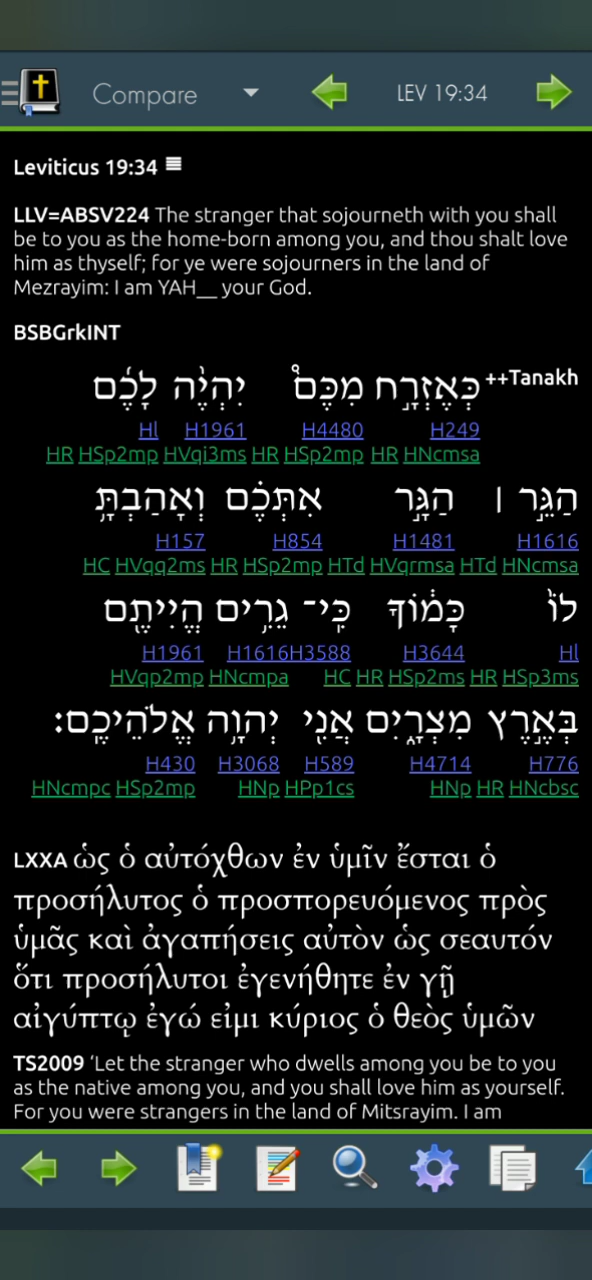 Compare
LEV 19:34
Leviticus 19:34
LLV=ABSV224 The stranger that sojourneth with you shall
be to you as the home-born among you, and thou shalt love
him as thyself; for ye were sojourners in the land of
Mezrayim: I am YAH__ your God.
BSBGrkINT
++Tanakh כְּאֶזְרָ֣ח מִכֶּם֩ יִהְיֶ֨ה לָכֶ֜ם
Hl H1961 H4480 H249
HR HSp2mp HVqi3ms HR HSp2mp HR HNcmsa
הַגֵּ֣ר ׀ הַגָּ֣ר אִתְּכֶ֗ם וְאָהַבְתָּ֥
H157 H854 H1481 H1616
HC HVqq2ms HR HSp2mp HTd HVqrmsa HTd HNcmsa
לוֹ֙ כָּמ֔וֹךָ כִּֽי־ גֵרִ֥ים הֱיִיתֶ֖ם
H1961 H1616H3588 H3644 Hl
HVqp2mp HNcmpa HC HR HSp2ms HR HSp3ms
בְּאֶ֣רֶץ מִצְרָ֑יִם אֲנִ֖י יְהוָ֥ה אֱלֹהֵיכֶֽם׃
H430 H3068 H589 H4714 H776
HNcmpc HSp2mp HNp HPp1cs HNp HR HNcbsc
LXXA ὡς ὁ αὐτόχθων ἐν ὑμῖν ἔσται ὁ
προσήλυτος ὁ προσπορευόμενος πρὸς
ὑμᾶς καὶ ἀγαπήσεις αὐτὸν ὡς σεαυτόν
ὅτι προσήλυτοι ἐγενήθητε ἐν γῇ
αἰγύπτῳ ἐγώ εἰμι κύριος ὁ θεὸς ὑμῶν
TS2009 ‘Let the stranger who dwells among you be to you
as the native among you, and you shall love him as yourself.
For you were strangers in the land of Mitsrayim. I am